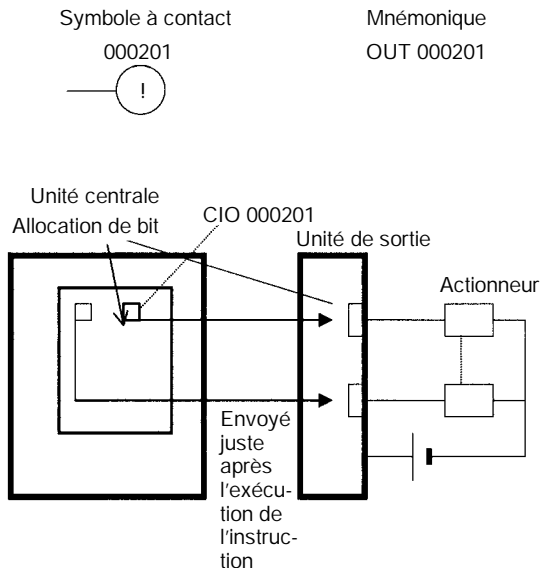 Symbole à contact
Mnémonique
000201
OUT 000201
!
Unité centrale
Allocation de bit
CIO 000201
Unité de sortie
Actionneur
Envoyé
juste
après
l'exécu-
tion de
l'instruc-
tion